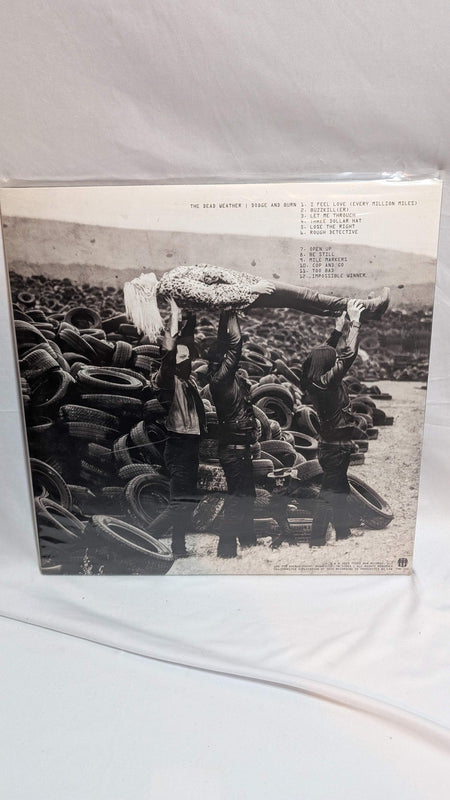 THE DEAD WEATHER | DODGE AND BURN
1. I FEEL LOVE (EVERY MILLION MILES)
2. BUZZKILL(ER)
3. LET ME THROUGH
4. THREE DOLLAR HAT
5. LOSE THE RIGHT
6. ROUGH DETECTIVE
7. OPEN UP
8. BE STILL
9. MILE MARKERS
10. COP AND GO
11. TOO BAD
12. IMPOSSIBLE WINNER